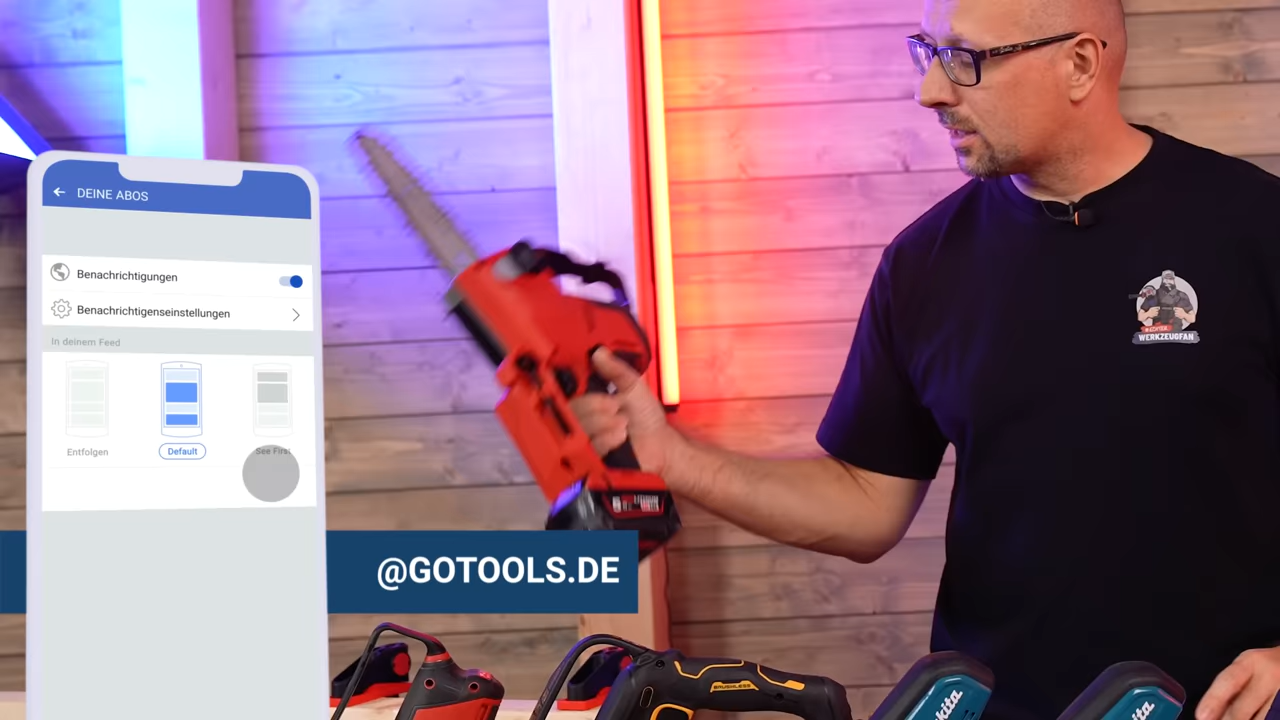 DEINE ABOS
Benachrichtigungen
Benachrichtigenseinstellungen
In deinem Feed
Entfolgen
Default
See First
@GOTOOLS.DE
WERKZEUGFAN
BRUSHLESS